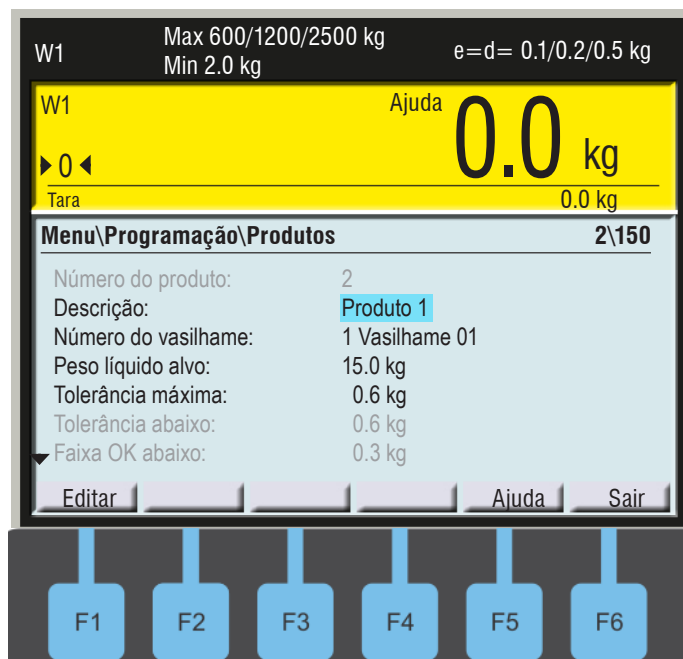 W1 Max 600/1200/2500 kg e=d= 0.1/0.2/0.5 kg
Min 2.0 kg
W1 Ajuda 0.0 kg
0
Tara 0.0 kg
Menu\Programação\Produtos 2\150
Número do produto: 2
Descrição: Produto 1
Número do vasilhame: 1 Vasilhame 01
Peso líquido alvo: 15.0 kg
Tolerância máxima: 0.6 kg
Tolerância abaixo: 0.6 kg
Faixa OK abaixo: 0.3 kg
Editar Ajuda Sair
F1 F2 F3 F4 F5 F6